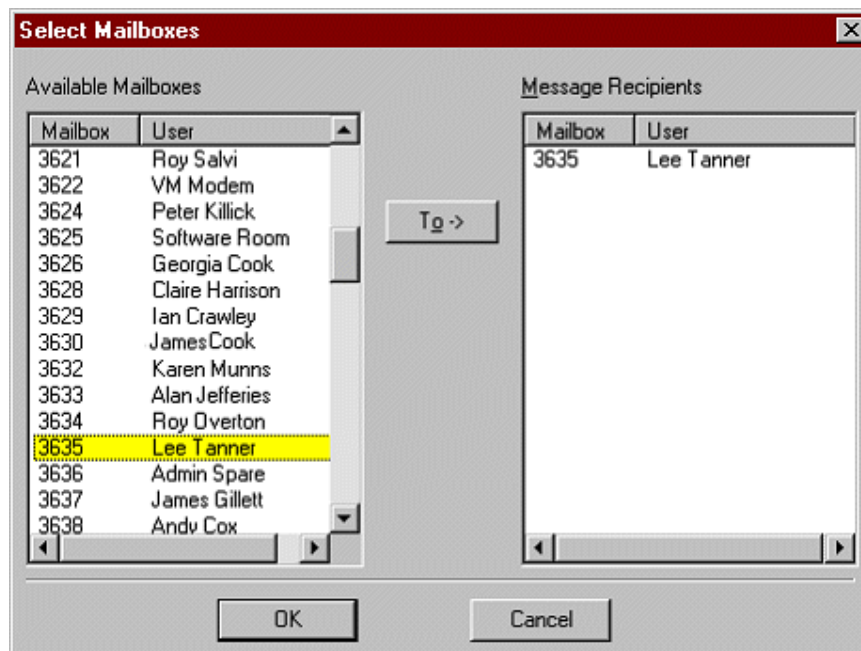 Select Mailboxes
Available Mailboxes
Mailbox User
3621 Roy Salvi
3622 VM Modem
3624 Peter Killick
3625 Software Room
3626 Georgia Cook
3628 Claire Harrison
3629 Ian Crawley
3630 James Cook
3632 Karen Munns
3633 Alan Jefferies
3634 Roy Overton
3635 Lee Tanner
3636 Admin Spare
3637 James Gillett
3638 Andy Cox
To ->
Message Recipients
Mailbox User
3635 Lee Tanner
OK
Cancel